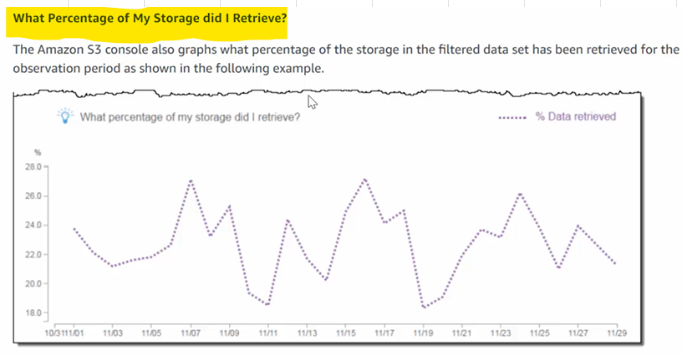 What Percentage of My Storage did I Retrieve?
The Amazon S3 console also graphs what percentage of the storage in the filtered data set has been retrieved for the
observation period as shown in the following example.
What percentage of my storage did I retrieve?
% Data retrieved
%
28.0
26.0
24.0
22.0
20.0
18.0
10/31 11/01 11/03 11/05 11/07 11/09 11/11 11/13 11/15 11/17 11/19 11/21 11/23 11/25 11/27 11/29